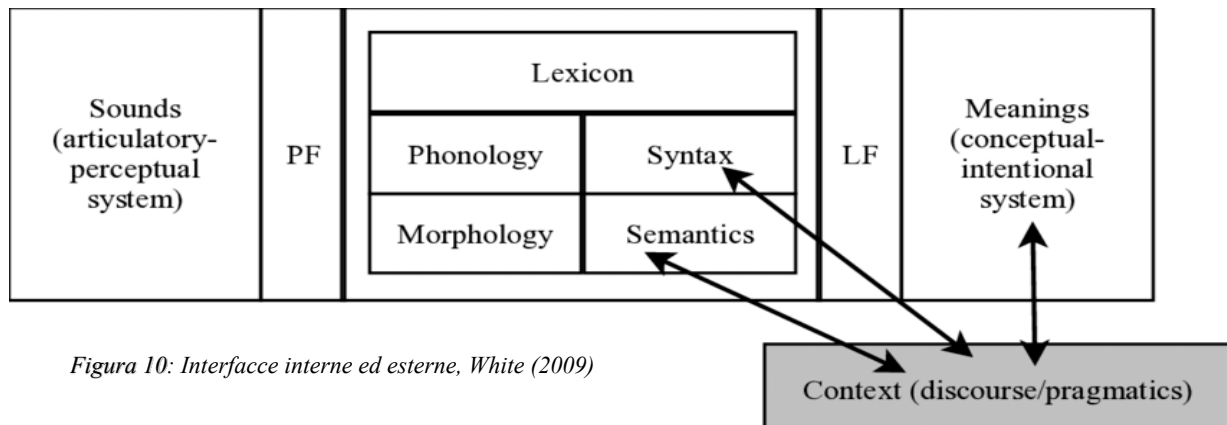 Sounds
(articulatory-
perceptual
system)
PF
Lexicon
Phonology
Syntax
Morphology
Semantics
LF
Meanings
(conceptual-
intentional
system)
Figura 10: Interfacce interne ed esterne, White (2009)
Context (discourse/pragmatics)